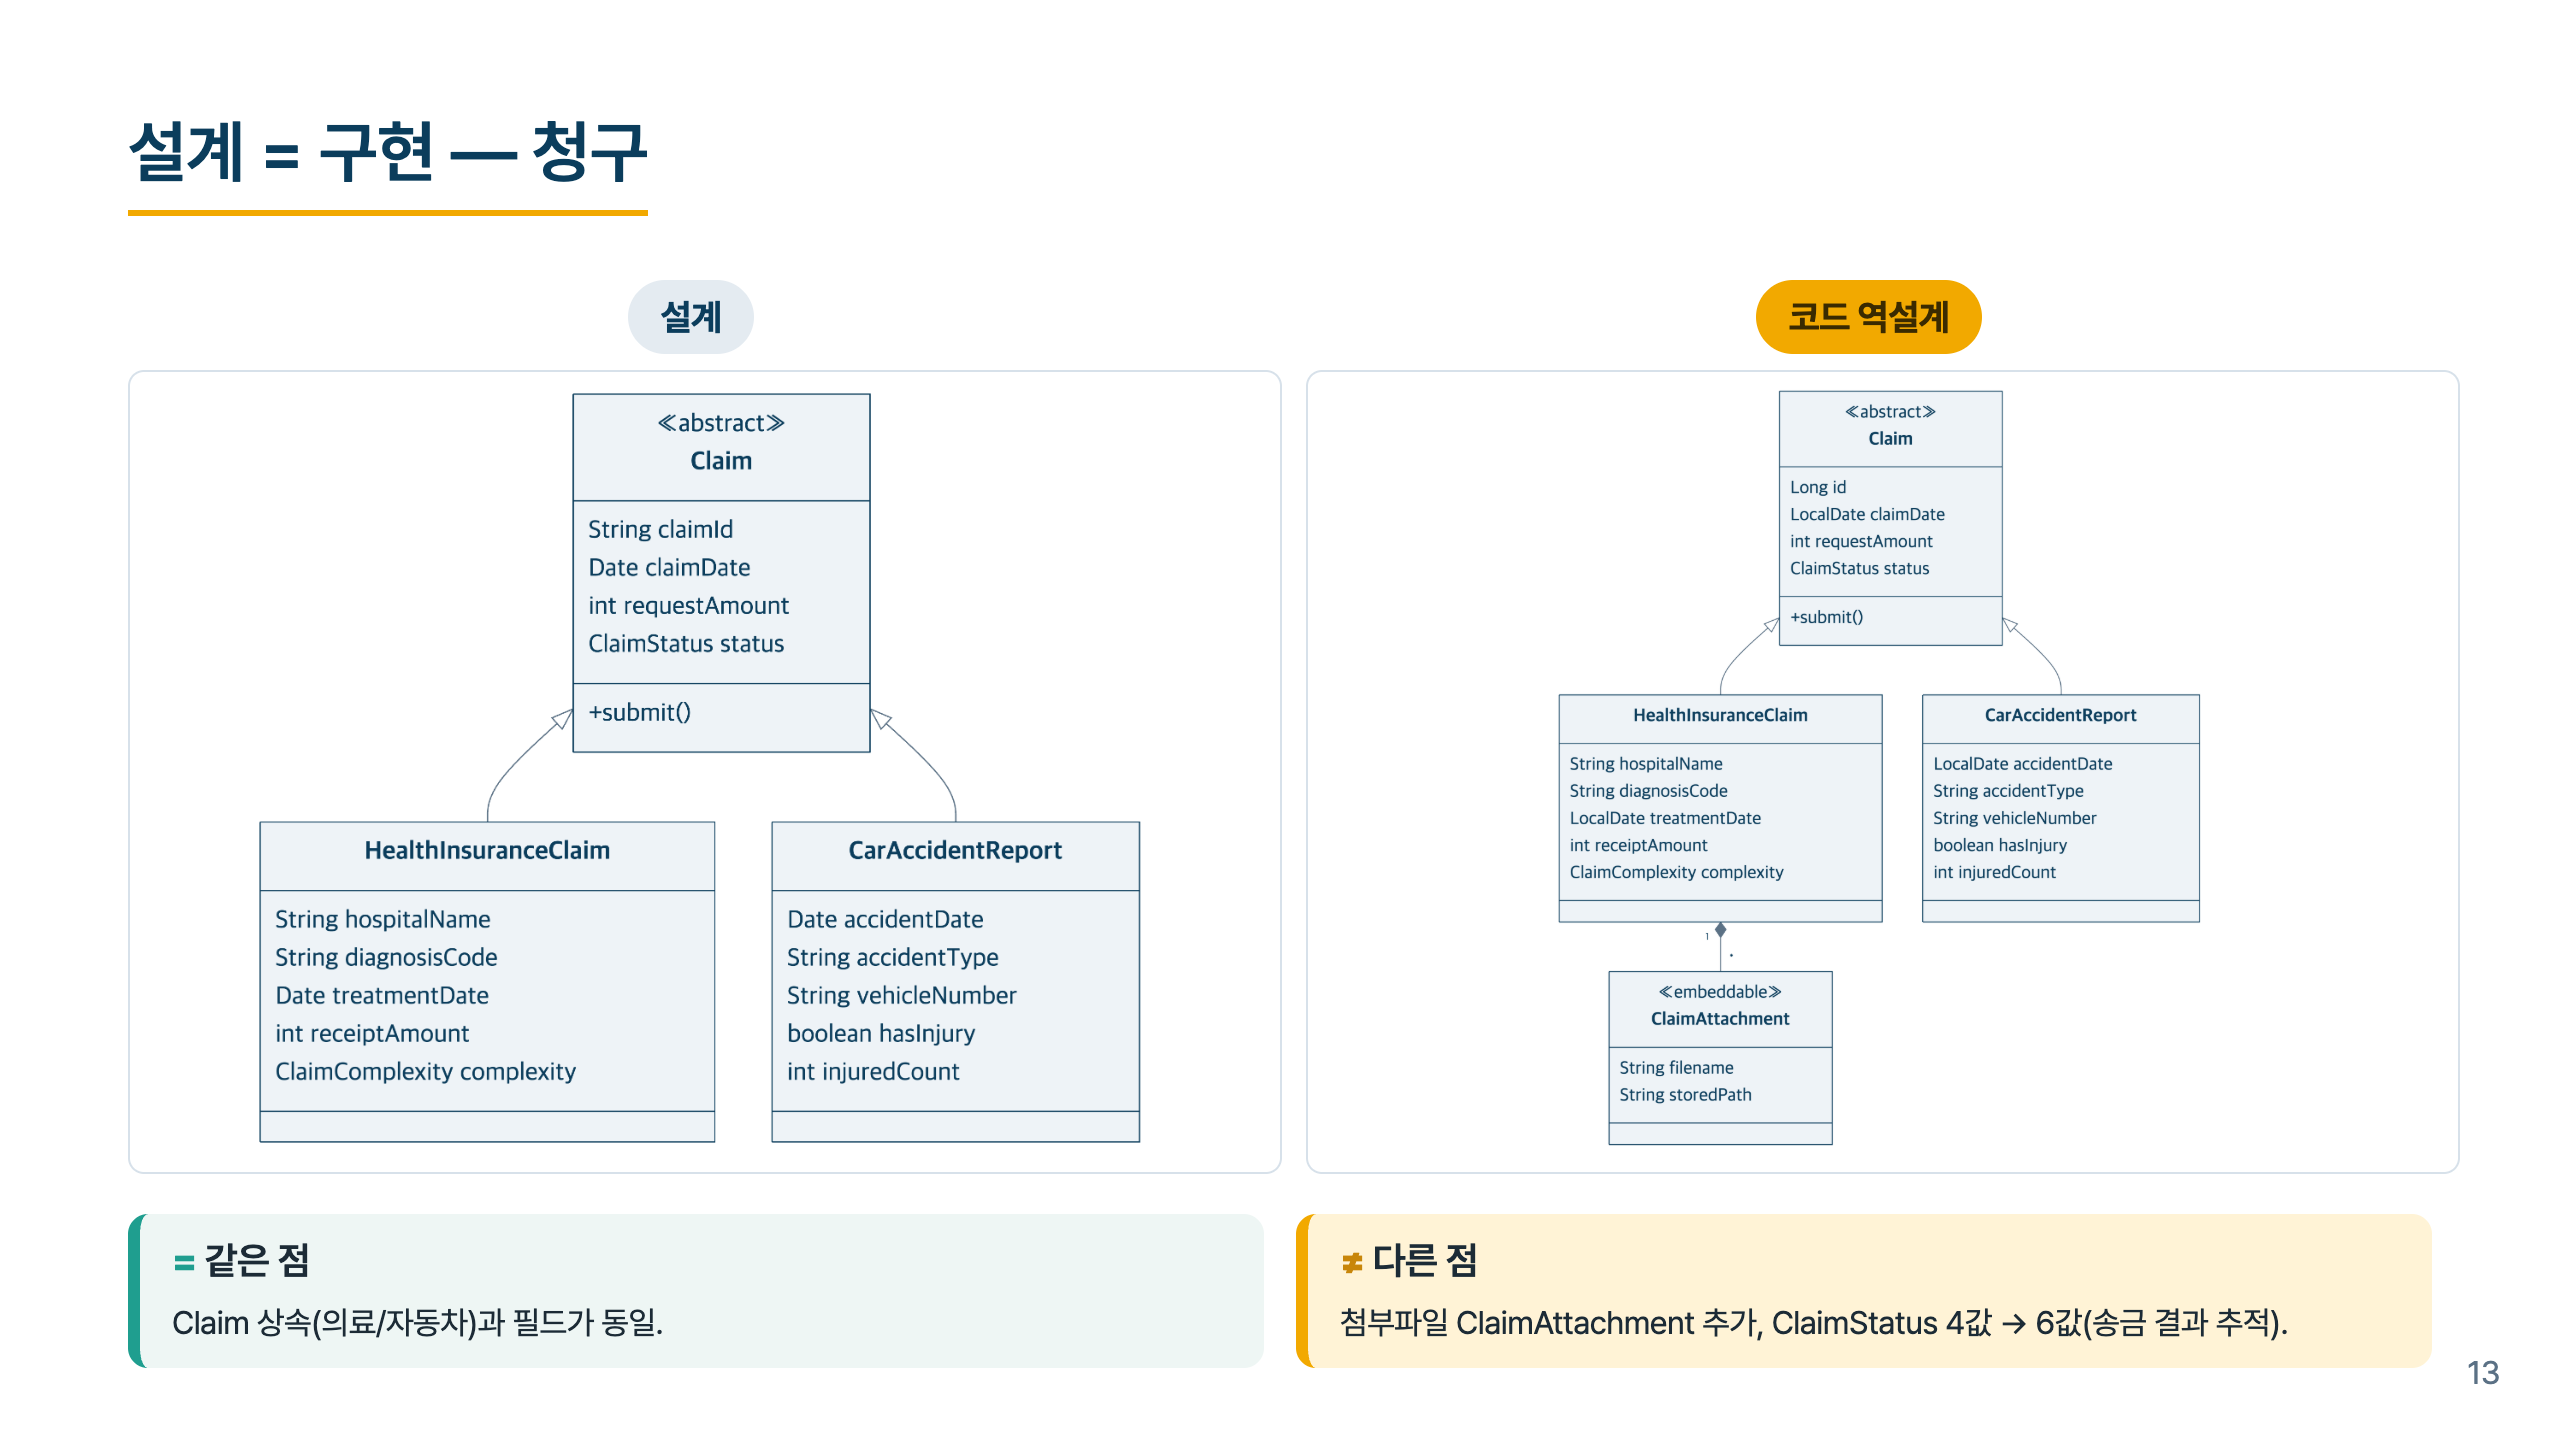 설계 = 구현 — 청구
설계
≪abstract≫
Claim
String claimId
Date claimDate
int requestAmount
ClaimStatus status
+submit()
HealthInsuranceClaim
String hospitalName
String diagnosisCode
Date treatmentDate
int receiptAmount
ClaimComplexity complexity
CarAccidentReport
Date accidentDate
String accidentType
String vehicleNumber
boolean hasInjury
int injuredCount
코드 역설계
≪abstract≫
Claim
Long id
LocalDate claimDate
int requestAmount
ClaimStatus status
+submit()
HealthInsuranceClaim
String hospitalName
String diagnosisCode
LocalDate treatmentDate
int receiptAmount
ClaimComplexity complexity
CarAccidentReport
LocalDate accidentDate
String accidentType
String vehicleNumber
boolean hasInjury
int injuredCount
1
*
≪embeddable≫
ClaimAttachment
String filename
String storedPath
= 같은 점
Claim 상속(의료/자동차)과 필드가 동일.
≠ 다른 점
첨부파일 ClaimAttachment 추가, ClaimStatus 4값 → 6값(송금 결과 추적).
13